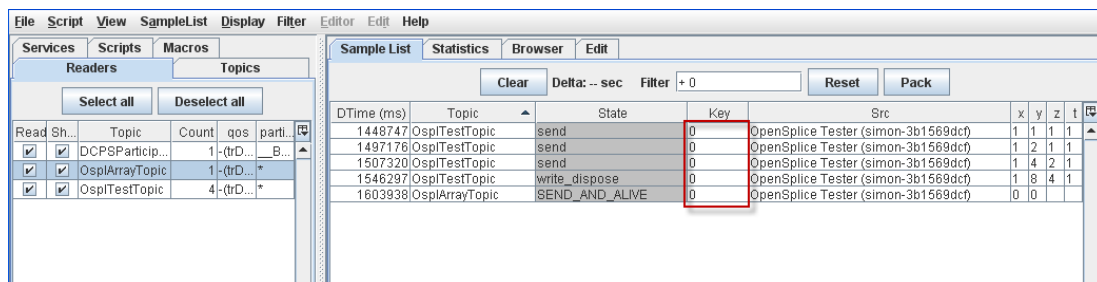 File Script View SampleList Display Filter Editor Edit Help
Services Scripts Macros
Readers Topics
Select all Deselect all
Read Sh... Topic Count qos parti...
DCPSParticip... 1 -(trD... __B...
OsplArrayTopic 1 -(trD... *
OsplTestTopic 4 -(trD... *
Sample List Statistics Browser Edit
Clear Delta: -- sec Filter + 0 Reset Pack
DTime (ms) Topic State Key Src x y z t
1448747 OsplTestTopic send 0 OpenSplice Tester (simon-3b1569dcf) 1 1 1 1
1497176 OsplTestTopic send 0 OpenSplice Tester (simon-3b1569dcf) 1 2 1 1
1507320 OsplTestTopic send 0 OpenSplice Tester (simon-3b1569dcf) 1 4 2 1
1546297 OsplTestTopic write_dispose 0 OpenSplice Tester (simon-3b1569dcf) 1 8 4 1
1603938 OsplArrayTopic SEND_AND_ALIVE 0 OpenSplice Tester (simon-3b1569dcf) 0 0